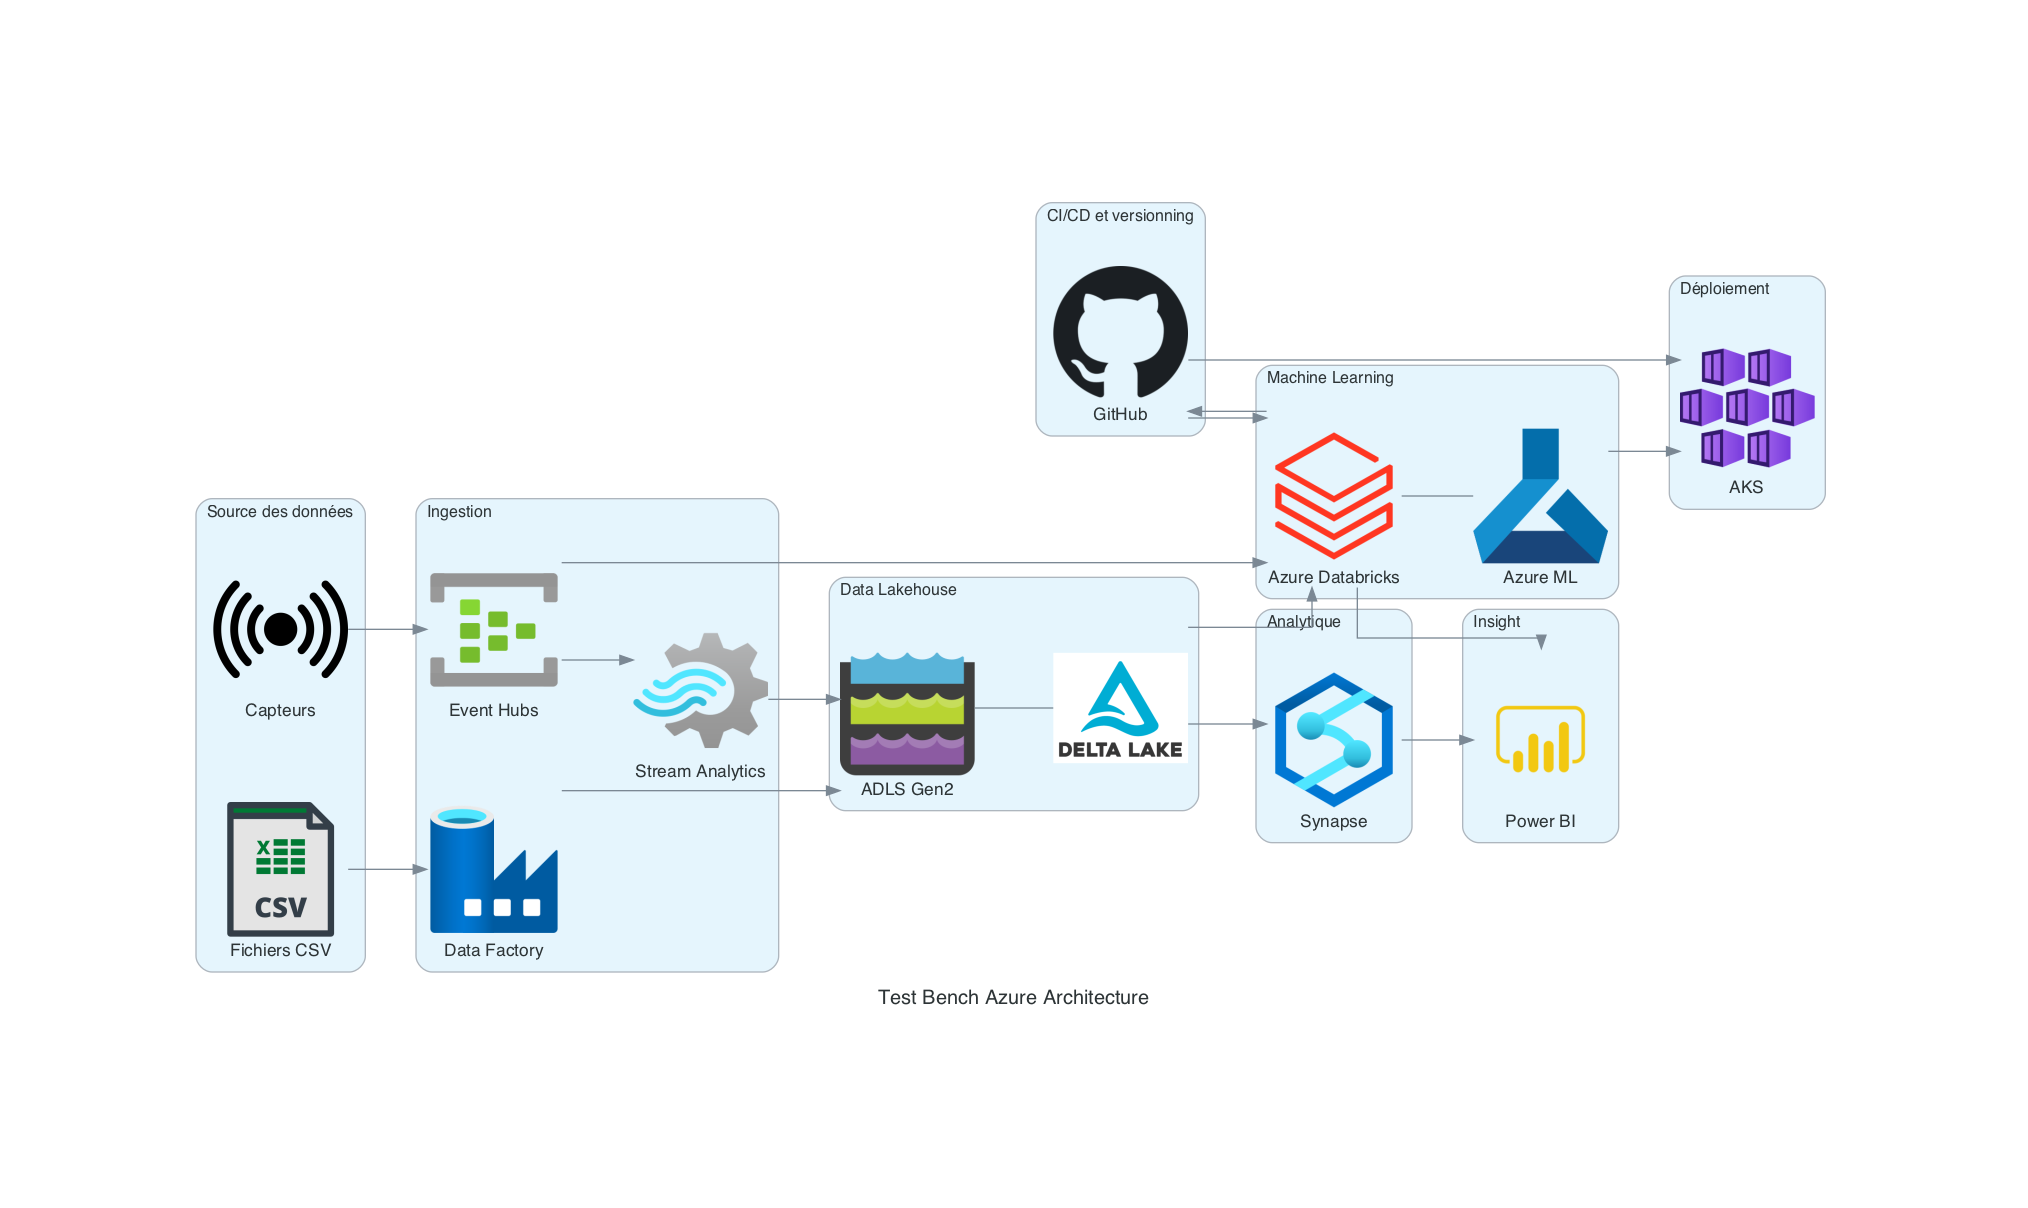 CI/CD et versionning
GitHub
Déploiement
AKS
Machine Learning
Azure Databricks
Azure ML
Source des données
Capteurs
X
CSV
Fichiers CSV
Ingestion
Event Hubs
Stream Analytics
Data Factory
Data Lakehouse
ADLS Gen2
DELTA LAKE
Analytique
Synapse
Insight
Power BI
Test Bench Azure Architecture